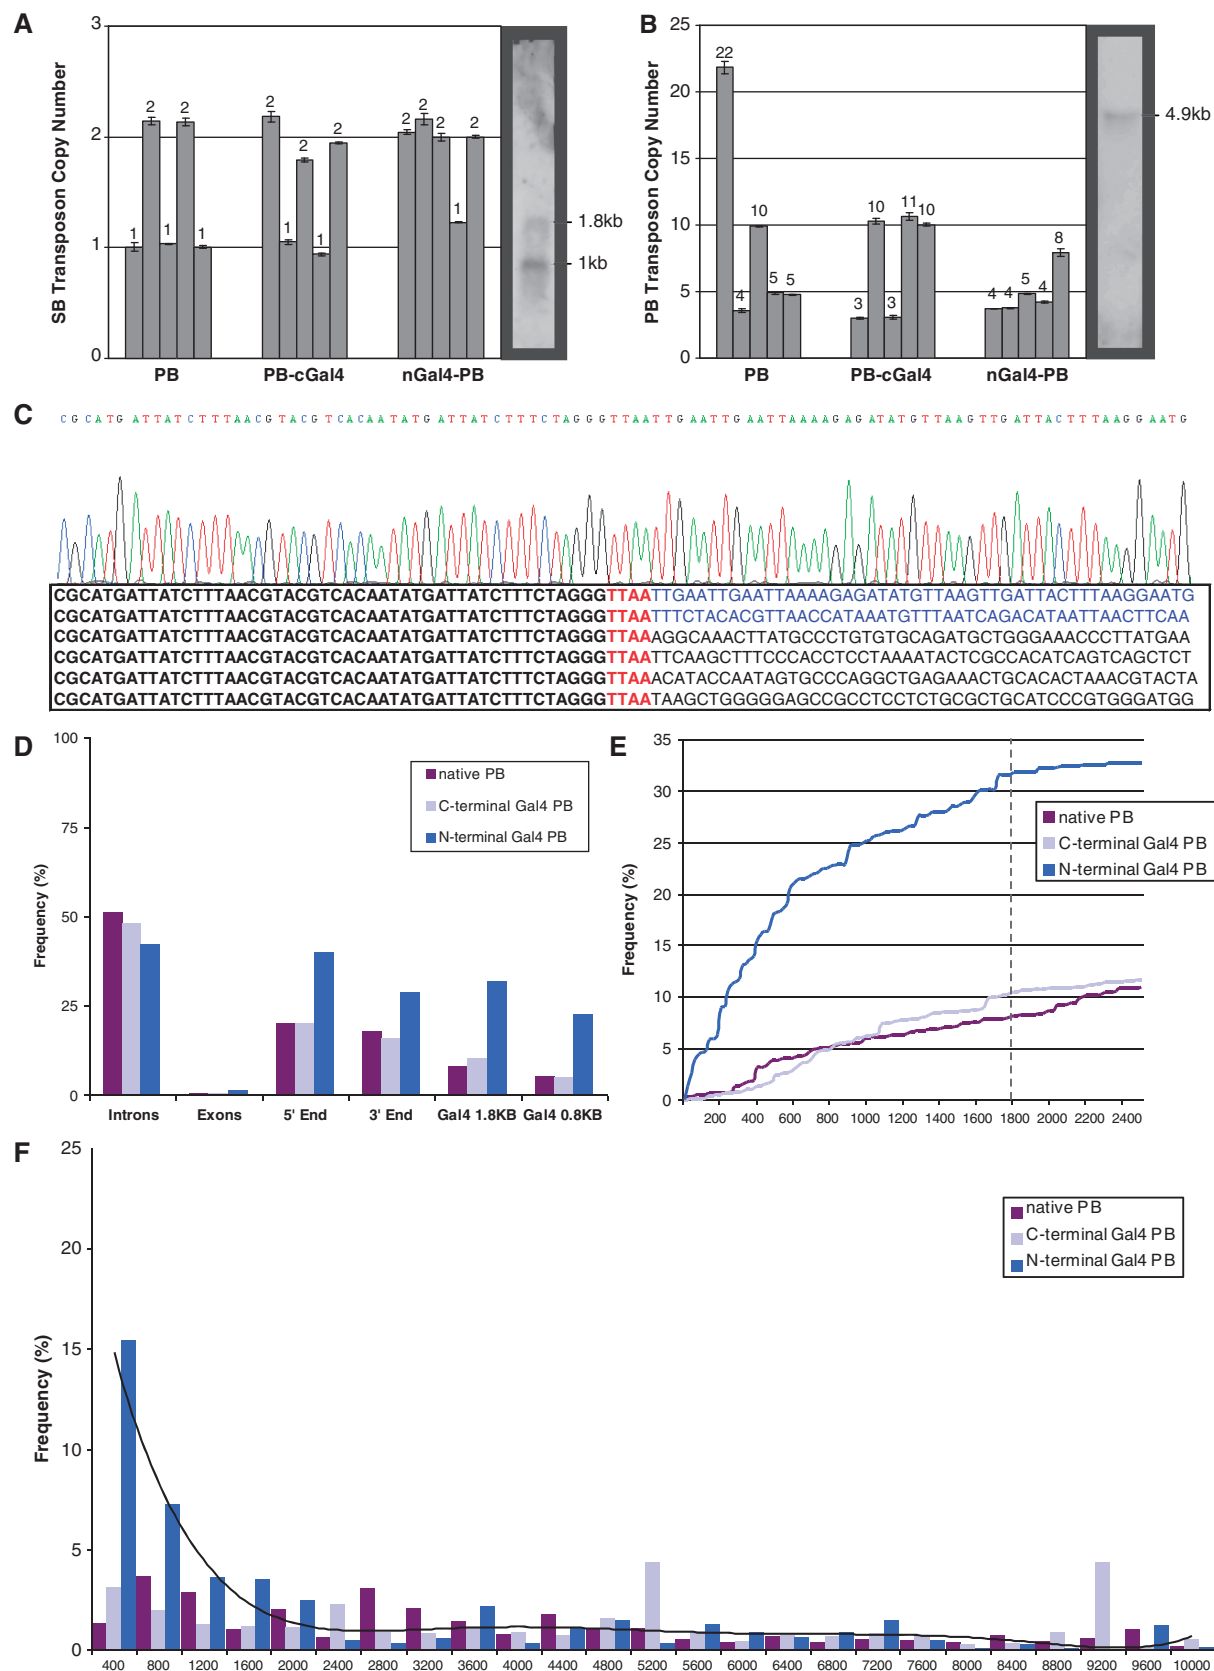 A
SB Transposon Copy Number
3
2
1
0
1
2
1
2
1
2
1
2
1
2
2
2
2
1
2
PB
PB-cGal4
nGal4-PB
1.8kb
1kb
B
PB Transposon Copy Number
25
20
15
10
5
0
22
4
10
5
5
3
10
3
11
10
4
4
5
4
8
PB
PB-cGal4
nGal4-PB
4.9kb
C
CGCATGATTATCTTTAACGTACGTCACAATATGATTATCTTTCTAGGGTTAATTGAATTGAATTAAAAGAGATATGTTAAGTTGATTACTTTAAGGAATG
CGCATGATTATCTTTAACGTACGTCACAATATGATTATCTTTCTAGGGTTAATTGAATTGAATTAAAAGAGATATGTTAAGTTGATTACTTTAAGGAATG
CGCATGATTATCTTTAACGTACGTCACAATATGATTATCTTTCTAGGGTTAATTTCTACACGTTAACCATAAATGTTTAATCAGACATAATTAACTTCAA
CGCATGATTATCTTTAACGTACGTCACAATATGATTATCTTTCTAGGGTTAAAGGCAAACTTATGCCCTGTGTGCAGATGCTGGGAAACCCTTATGAA
CGCATGATTATCTTTAACGTACGTCACAATATGATTATCTTTCTAGGGTTAATTCAAGCTTTCCCACCTCCTAAAATACTCGCCACATCAGTCAGCTCT
CGCATGATTATCTTTAACGTACGTCACAATATGATTATCTTTCTAGGGTTAAACATACCAATAGTGCCCAGGCTGAGAAACTGCACACTAAACGTACTA
CGCATGATTATCTTTAACGTACGTCACAATATGATTATCTTTCTAGGGTTAATAAGCTGGGGGAGCCGCCTCCTCTGCGCTGCATCCCGTGGGATGG
D
Frequency (%)
100
75
50
25
0
native PB
C-terminal Gal4 PB
N-terminal Gal4 PB
Introns
Exons
5' End
3' End
Gal4 1.8KB
Gal4 0.8KB
E
Frequency (%)
35
30
25
20
15
10
5
0
native PB
C-terminal Gal4 PB
N-terminal Gal4 PB
200 400 600 800 1000 1200 1400 1600 1800 2000 2200 2400
F
Frequency (%)
25
20
15
10
5
0
native PB
C-terminal Gal4 PB
N-terminal Gal4 PB
400 800 1200 1600 2000 2400 2800 3200 3600 4000 4400 4800 5200 5600 6000 6400 6800 7200 7600 8000 8400 8800 9200 9600 10000